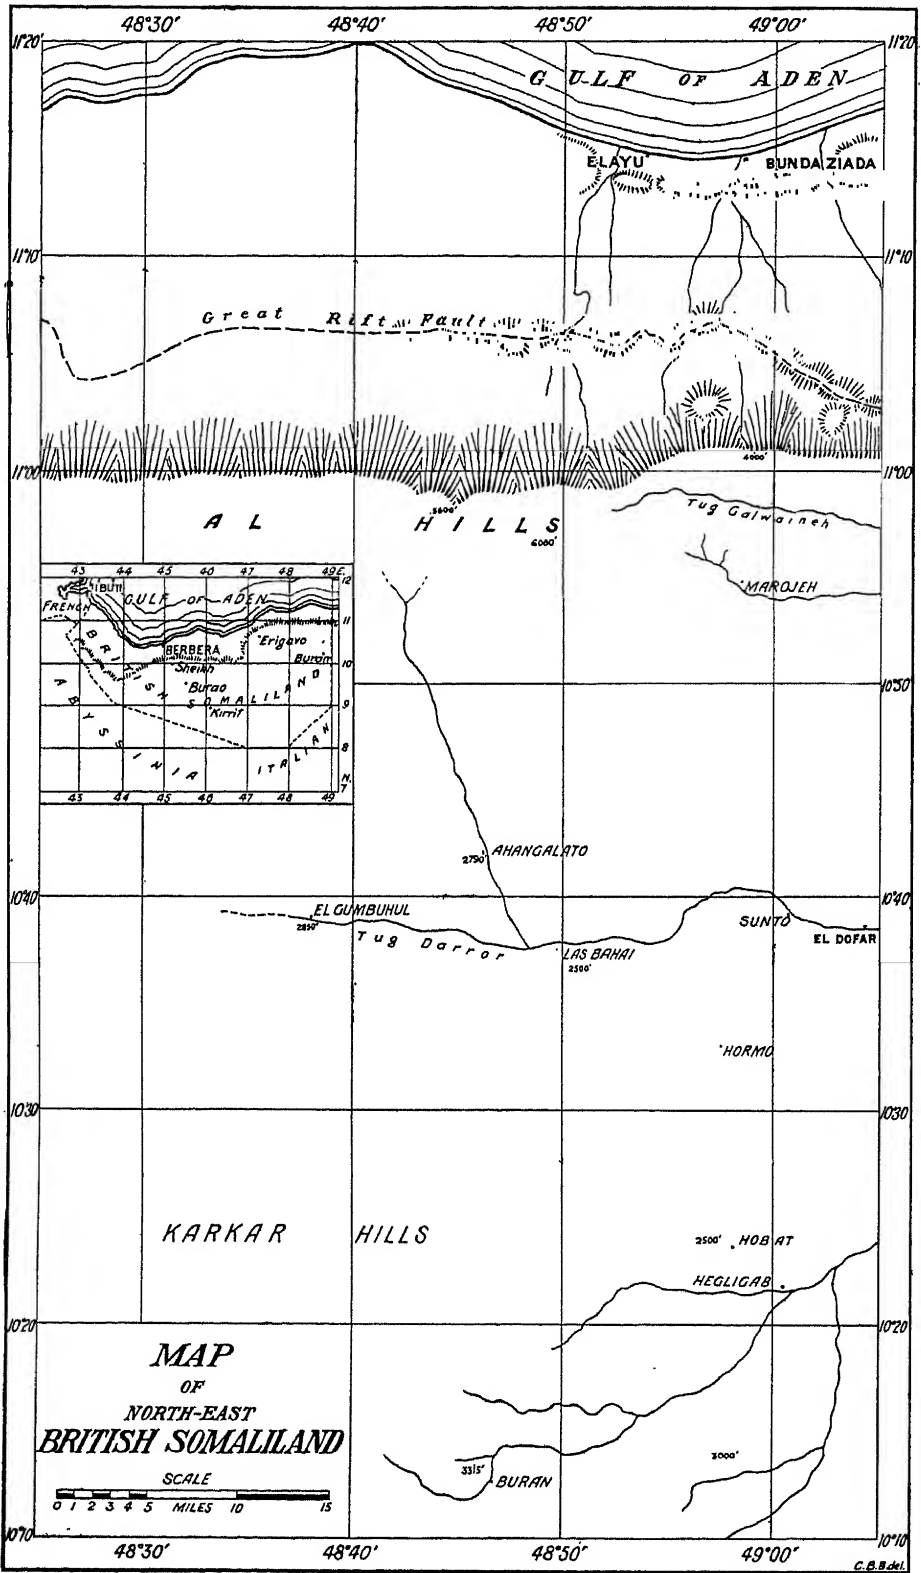 48°30' 48°40' 48°50' 49°00'
11°20' 11°20'
GULF OF ADEN
ELAYU BUNDA ZIADA
11°10' 11°10'
Great Rift Fault
4000'
11°00' 11°00'
5600'
Tug Galwaineh
AL HILLS
6000'
MAROJEH
43 44 45 46 47 48 49 E.
12
JIBUTI
GULF OF ADEN
FRENCH
11
Erigavo
BERBERA
Buran
10
Sheikh
BRITISH SOMALILAND
Burao
9
Kirrit
ABYSSINIA
8
ITALIAN
N.
7
43 44 45 46 47 48 49
10°50'
2790' AHANGALATO
10°40' 10°40'
EL GUMBUHUL
2850'
SUNTO
Tug Darror
EL DOFAR
LAS BAHAI
2500'
HORMO
10°30' 10°30'
KARKAR HILLS
2500' HOBAT
HEGLIGAB
10°20' 10°20'
MAP
OF
NORTH-EAST
BRITISH SOMALILAND
SCALE
0 1 2 3 4 5 MILES 10 15
3000'
3315'
BURAN
10°10' 10°10'
48°30' 48°40' 48°50' 49°00'
C.B.B del.